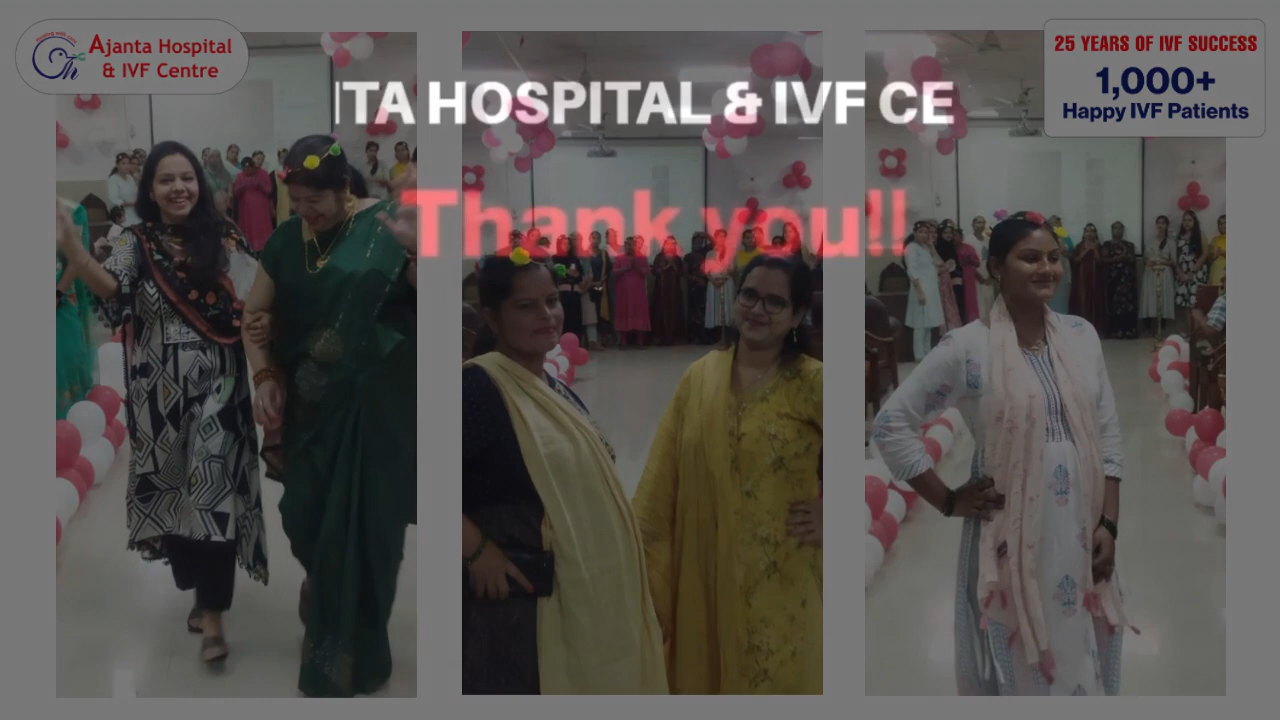 Ajanta Hospital
& IVF Centre
25 YEARS OF IVF SUCCESS
1,000+
Happy IVF Patients
TA HOSPITAL & IVF CE
Thank you!!